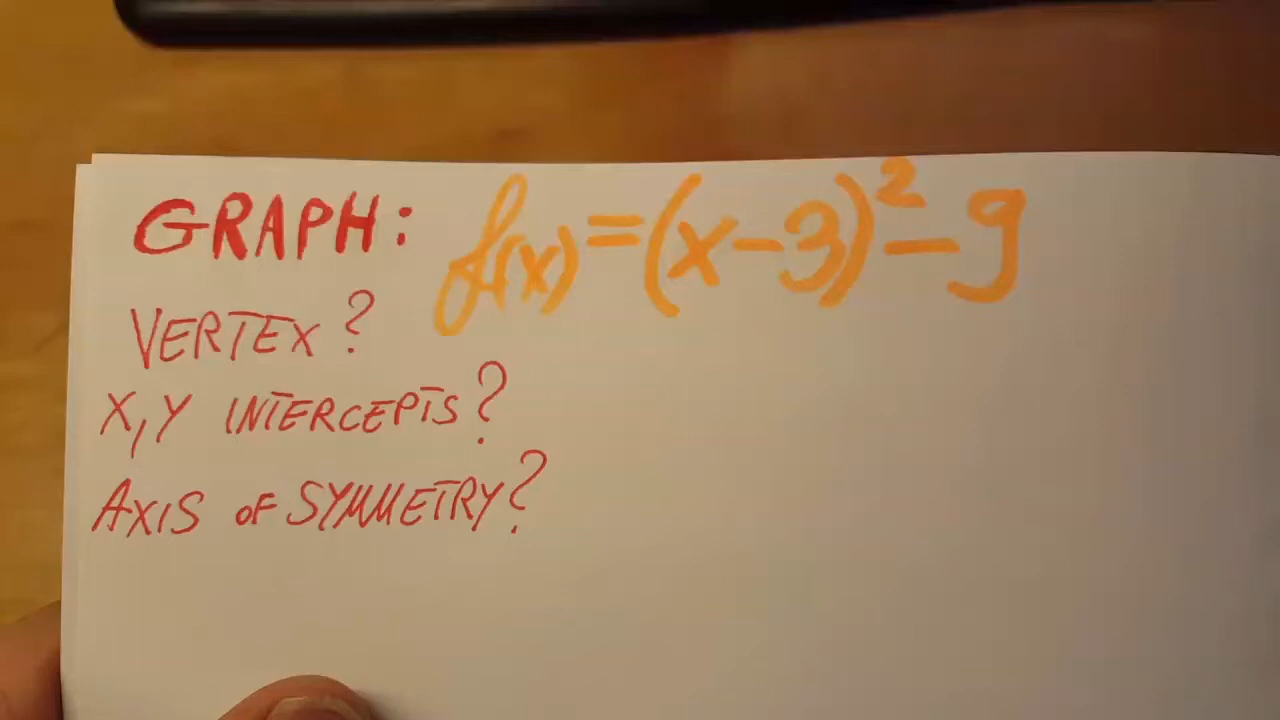 GRAPH: f(x)=(x-3)²-9
VERTEX?
X,Y INTERCEPTS?
AXIS OF SYMMETRY?